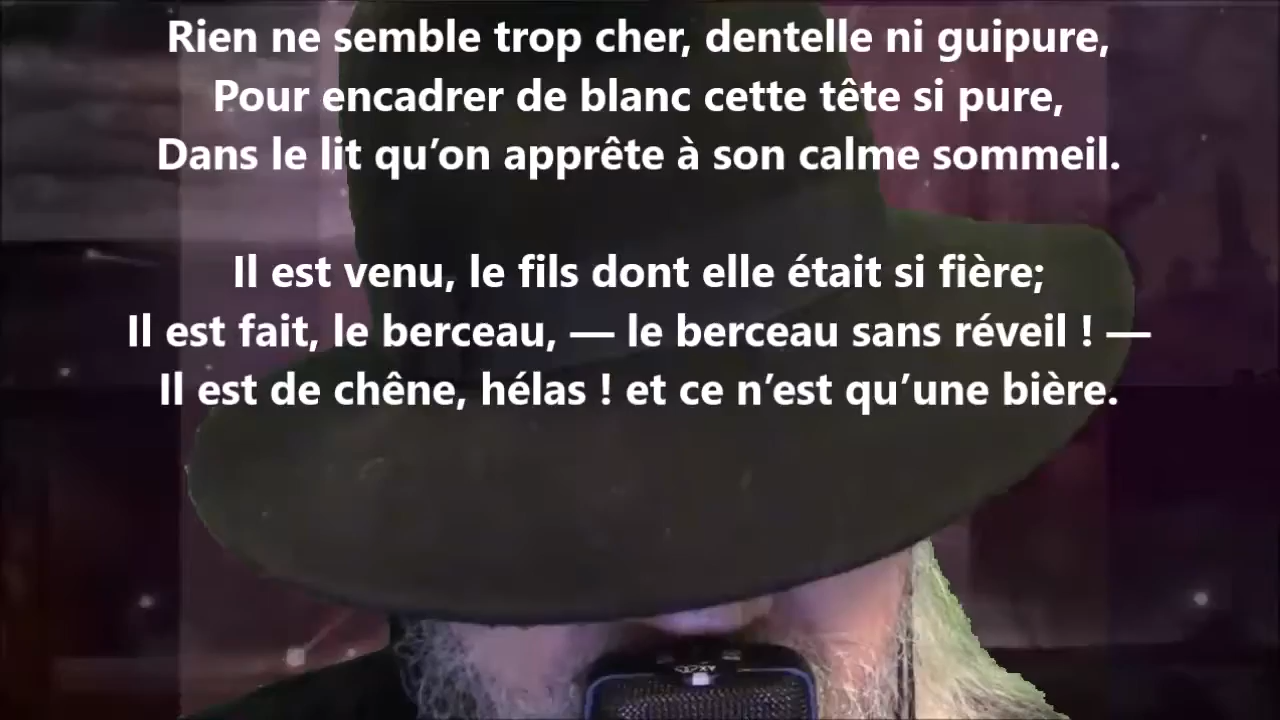 Rien ne semble trop cher, dentelle ni guipure,
Pour encadrer de blanc cette tête si pure,
Dans le lit qu’on apprête à son calme sommeil.
Il est venu, le fils dont elle était si fière;
Il est fait, le berceau, — le berceau sans réveil ! —
Il est de chêne, hélas ! et ce n’est qu’une bière.